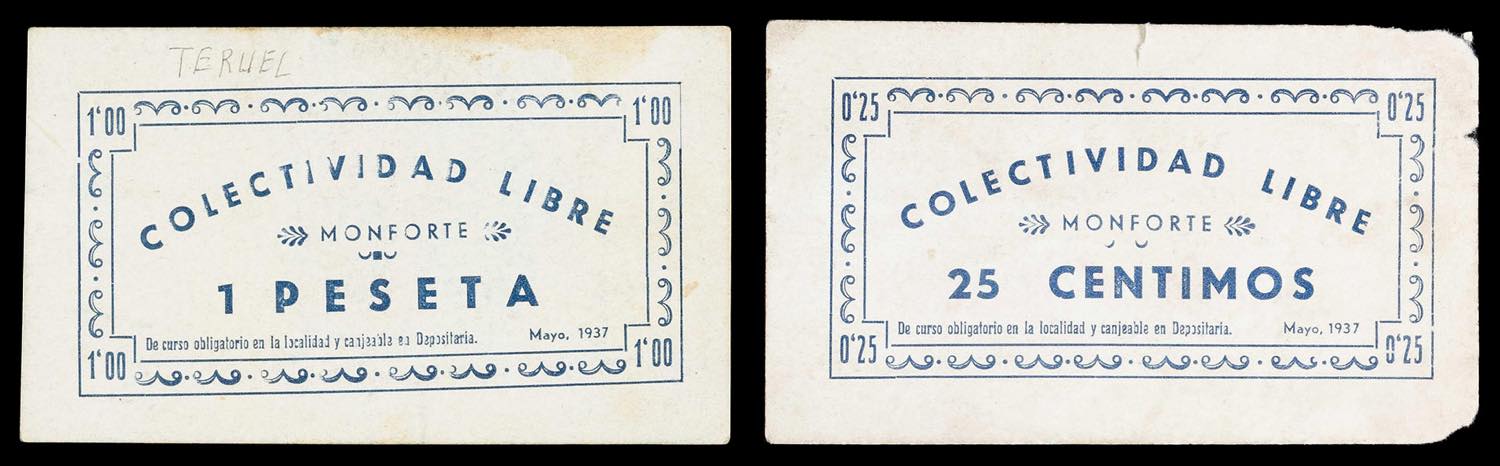 TERUEL
1'00 1'00
COLECTIVIDAD LIBRE
MONFORTE
1 PESETA
De curso obligatorio en la localidad y canjeable en Depositaria. Mayo, 1937
1'00 1'00
0'25 0'25
COLECTIVIDAD LIBRE
MONFORTE
25 CENTIMOS
De curso obligatorio en la localidad y canjeable en Depositaria. Mayo, 1937
0'25 0'25